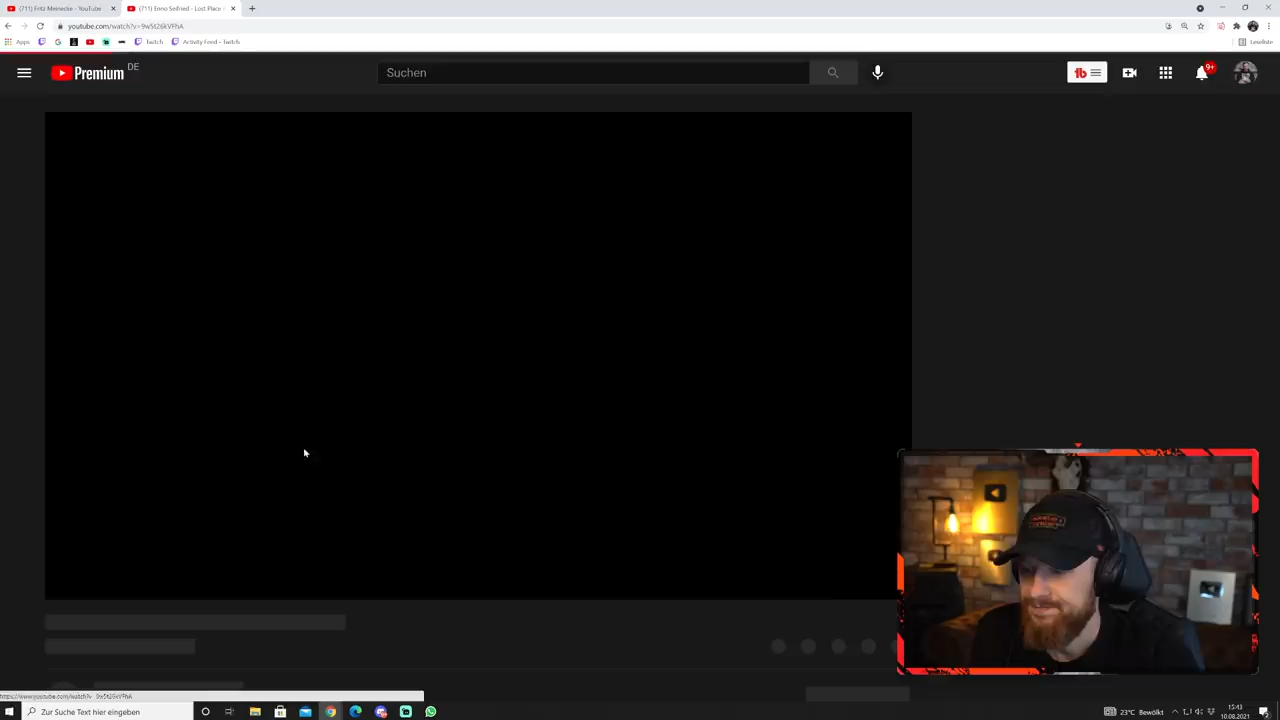 (711) Fritz Meinecke - YouTube
(711) Enno Seifried - Lost Place
youtube.com/watch?v=9w5t26kVFhA
Apps
Twitch
Activity Feed - Twitch
Leseliste
Premium DE
Suchen
9+
Zur Suche Text hier eingeben
23°C Bewölkt
15:43
10.08.2021